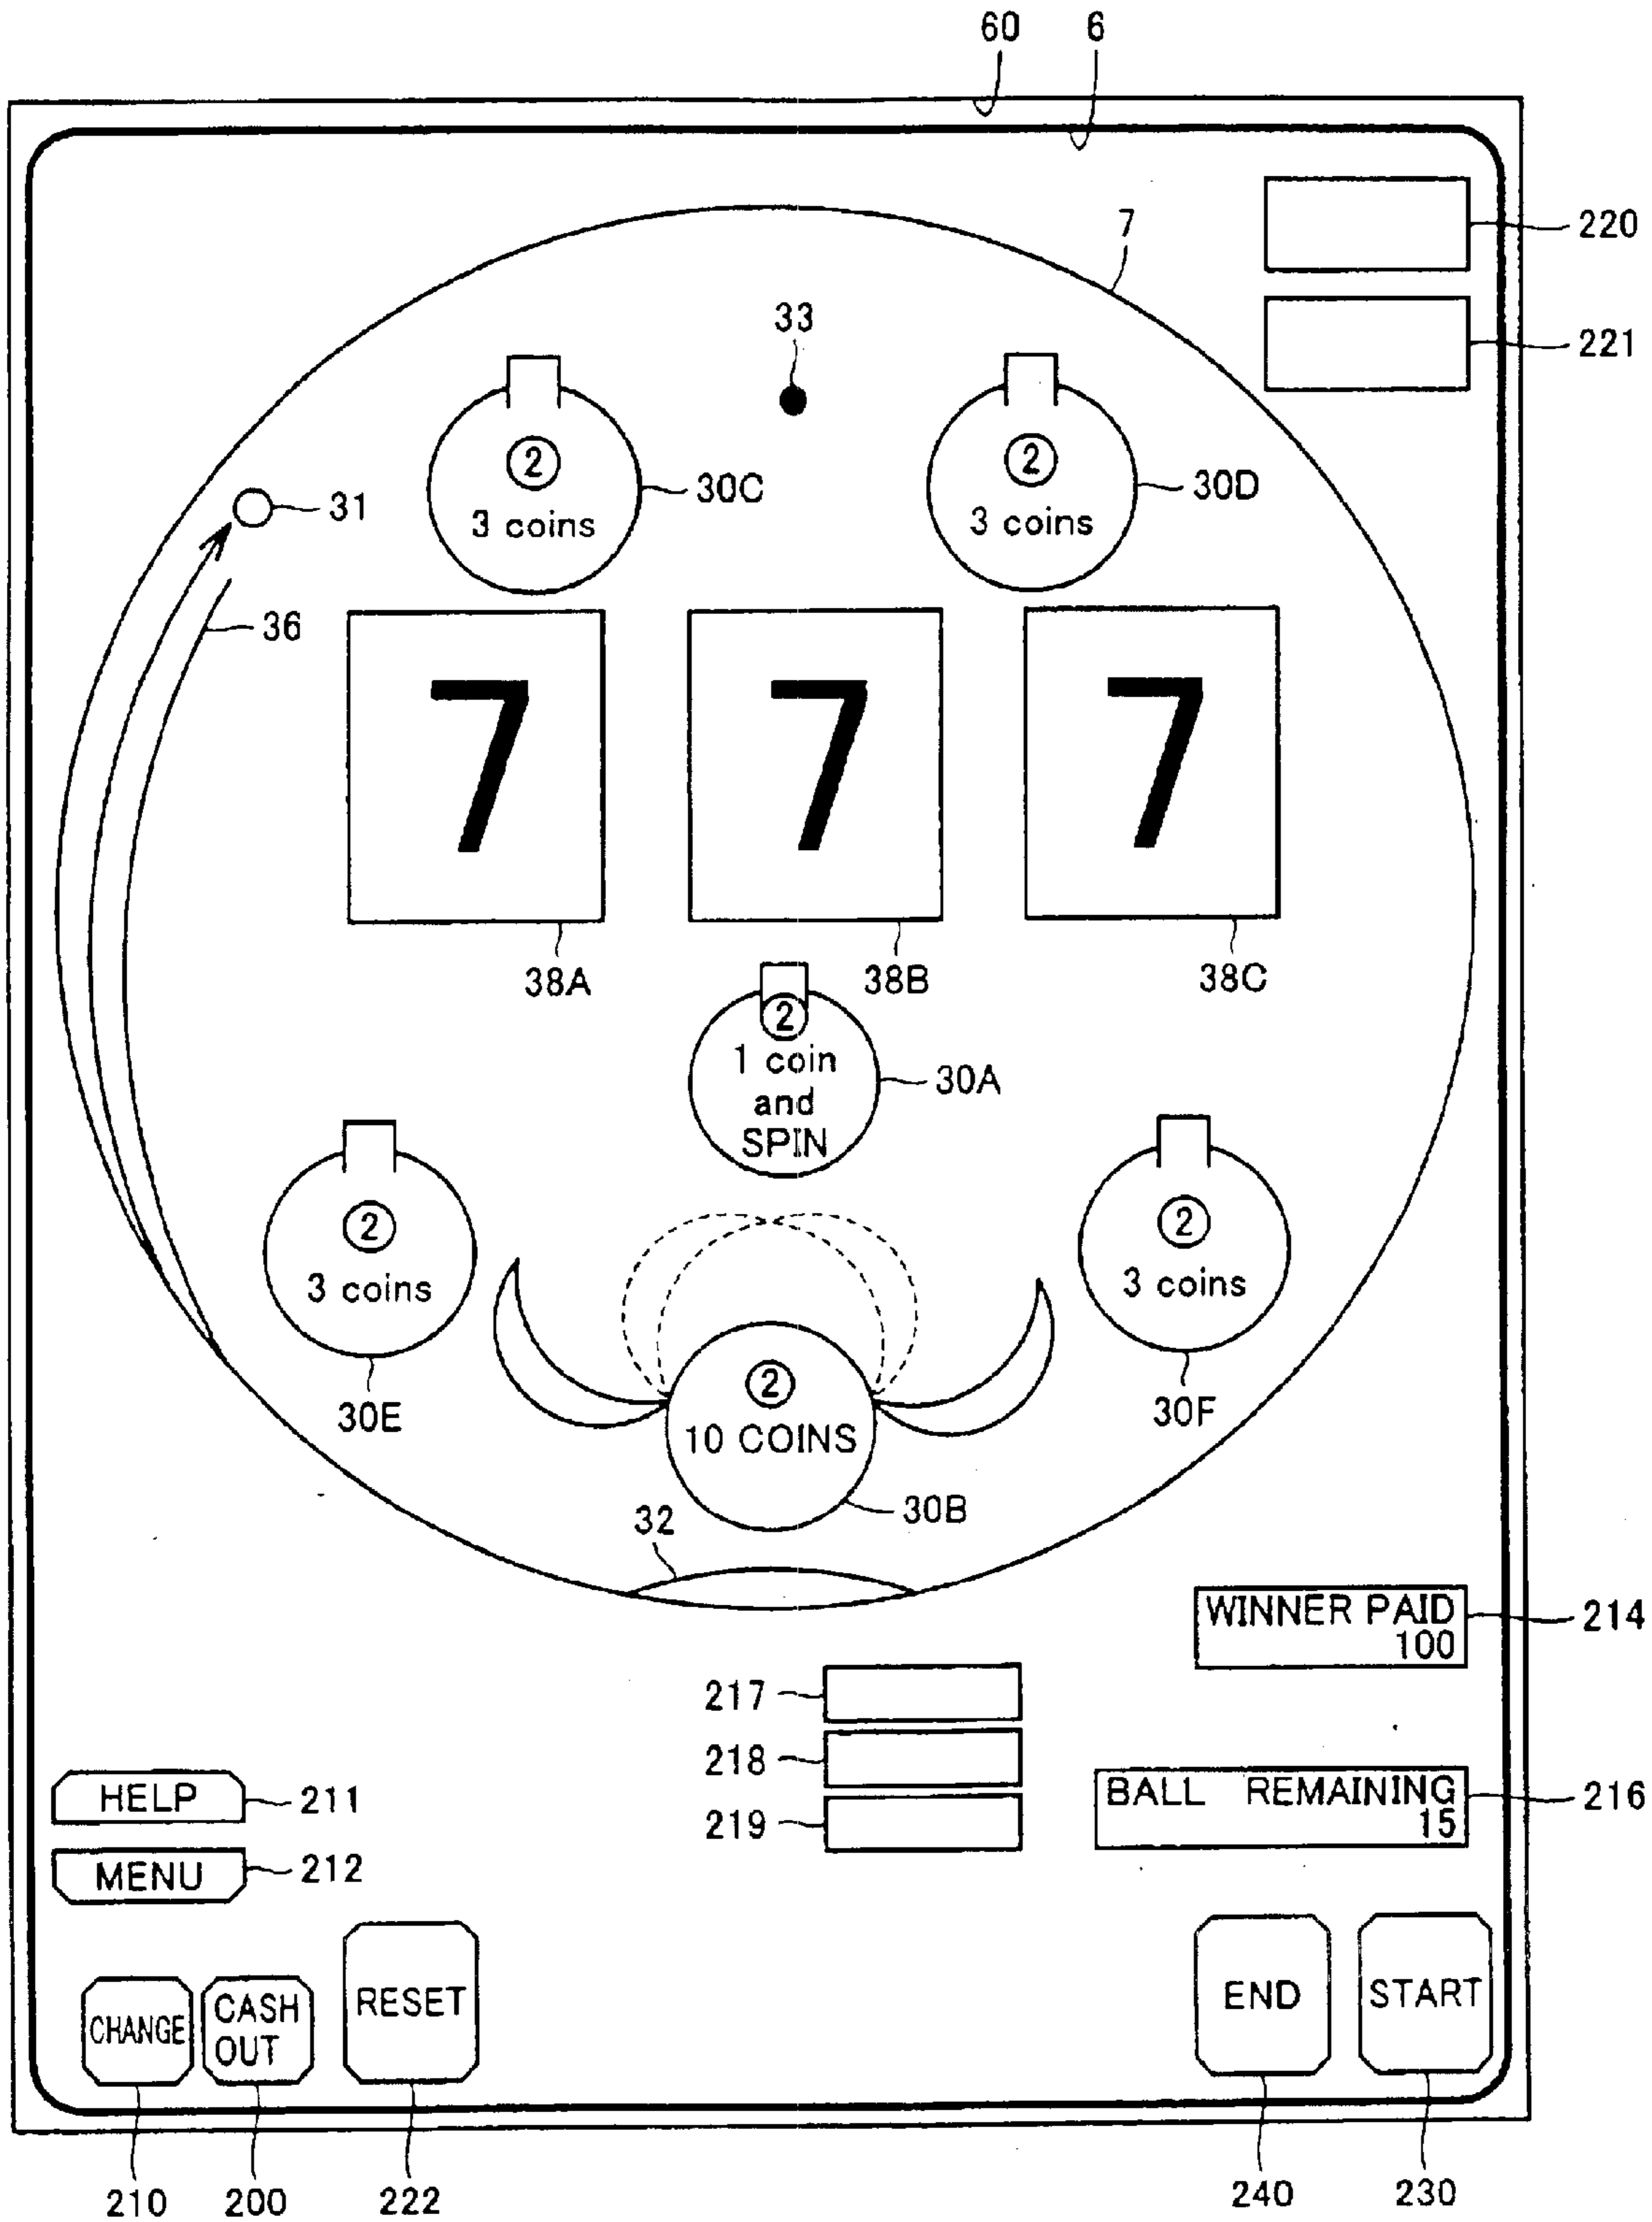 60 6
220
7
221
33
2
3 coins
30C
2
3 coins
30D
31
36
7 7 7
38A 38B 38C
2
1 coin
and
SPIN
30A
2
3 coins
30E
2
3 coins
30F
2
10 COINS
30B
32
WINNER PAID
100
214
217
218
219
BALL REMAINING
15
216
HELP
211
MENU
212
CHANGE
CASH
OUT
RESET
END
START
210 200 222 240 230